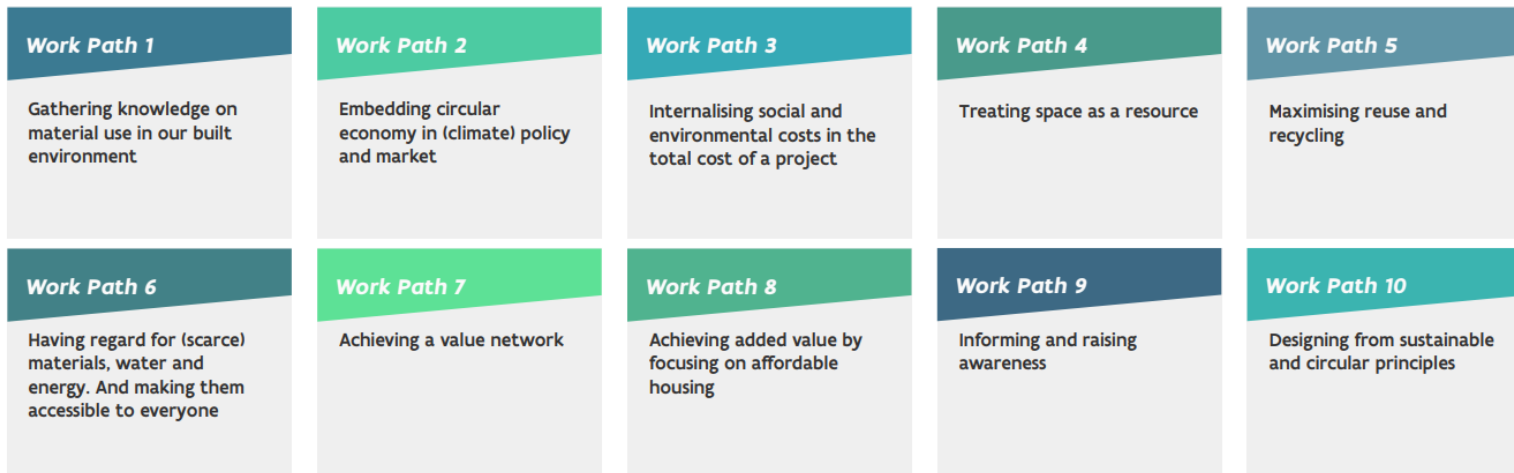 Work Path 1
Gathering knowledge on
material use in our built
environment
Work Path 2
Embedding circular
economy in (climate) policy
and market
Work Path 3
Internalising social and
environmental costs in the
total cost of a project
Work Path 4
Treating space as a resource
Work Path 5
Maximising reuse and
recycling
Work Path 6
Having regard for (scarce)
materials, water and
energy. And making them
accessible to everyone
Work Path 7
Achieving a value network
Work Path 8
Achieving added value by
focusing on affordable
housing
Work Path 9
Informing and raising
awareness
Work Path 10
Designing from sustainable
and circular principles